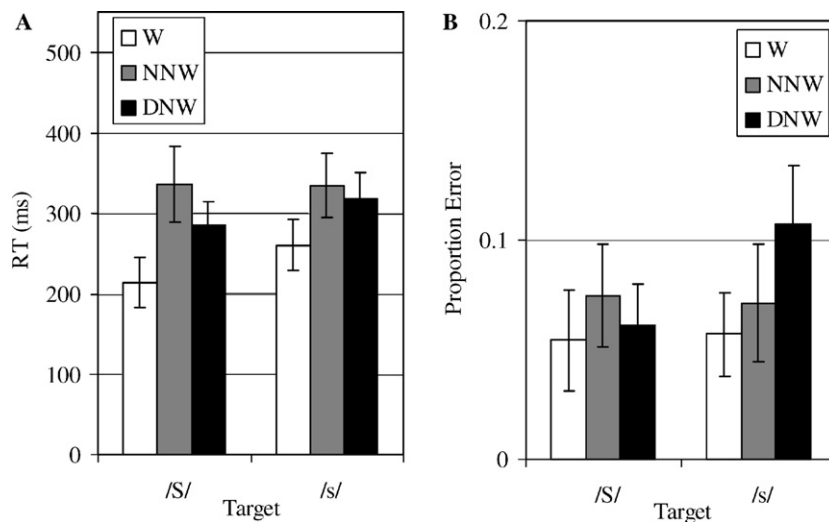 A
500
400
300
200
100
0
RT (ms)
W
NNW
DNW
/S/
/s/
Target
B
0.2
0.1
0
Proportion Error
W
NNW
DNW
/S/
/s/
Target